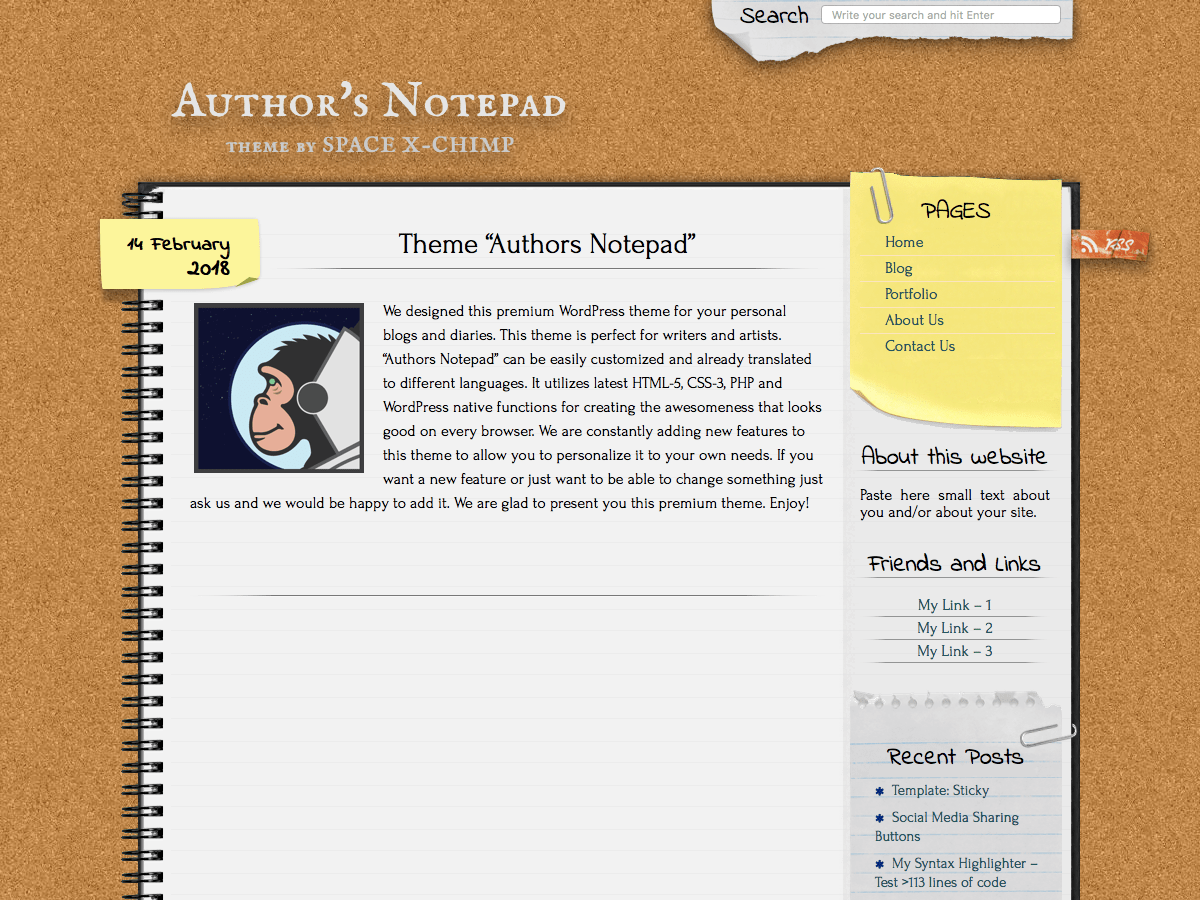 Search Write your search and hit Enter
Author's Notepad
theme by SPACE X-CHIMP
14 February
2018
Theme “Authors Notepad”
We designed this premium WordPress theme for your personal
blogs and diaries. This theme is perfect for writers and artists.
“Authors Notepad” can be easily customized and already translated
to different languages. It utilizes latest HTML-5, CSS-3, PHP and
WordPress native functions for creating the awesomeness that looks
good on every browser. We are constantly adding new features to
this theme to allow you to personalize it to your own needs. If you
want a new feature or just want to be able to change something just
ask us and we would be happy to add it. We are glad to present you this premium theme. Enjoy!
PAGES
Home
Blog
Portfolio
About Us
Contact Us
RSS
About this website
Paste here small text about
you and/or about your site.
Friends and Links
My Link – 1
My Link – 2
My Link – 3
Recent Posts
Template: Sticky
Social Media Sharing
Buttons
My Syntax Highlighter –
Test >113 lines of code